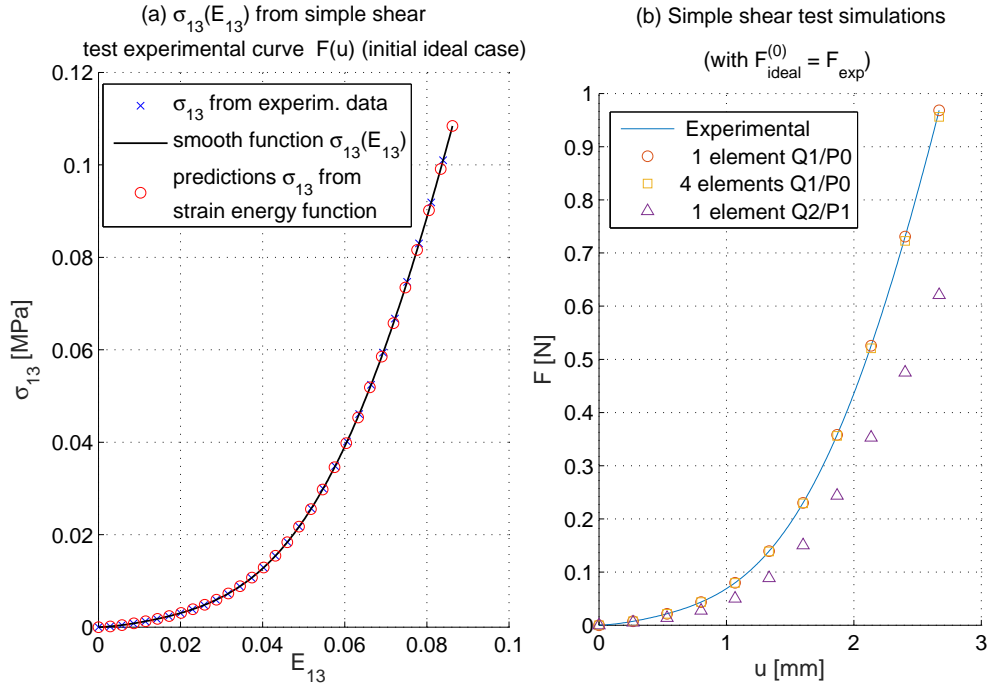 (a) σ13(E13) from simple shear
test experimental curve F(u) (initial ideal case)
0.12
0.1
0.08
0.06
0.04
0.02
0
σ13 [MPa]
σ13 from experim. data
smooth function σ13(E13)
predictions σ13 from
strain energy function
0 0.02 0.04 0.06 0.08 0.1
E13
(b) Simple shear test simulations
(with F(0)ideal = Fexp)
1
0.9
0.8
0.7
0.6
0.5
0.4
0.3
0.2
0.1
0
F [N]
Experimental
1 element Q1/P0
4 elements Q1/P0
1 element Q2/P1
0 1 2 3
u [mm]